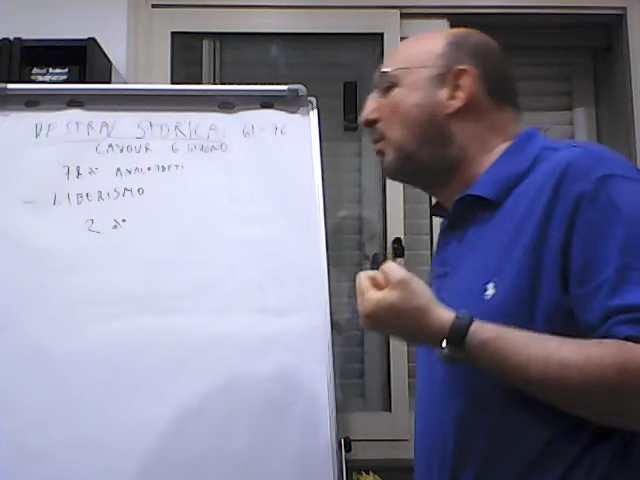 DESTRA STORICA 61-76
CAVOUR 6 GIUGNO
78% ANALFABETI
- LIBERISMO
2 %